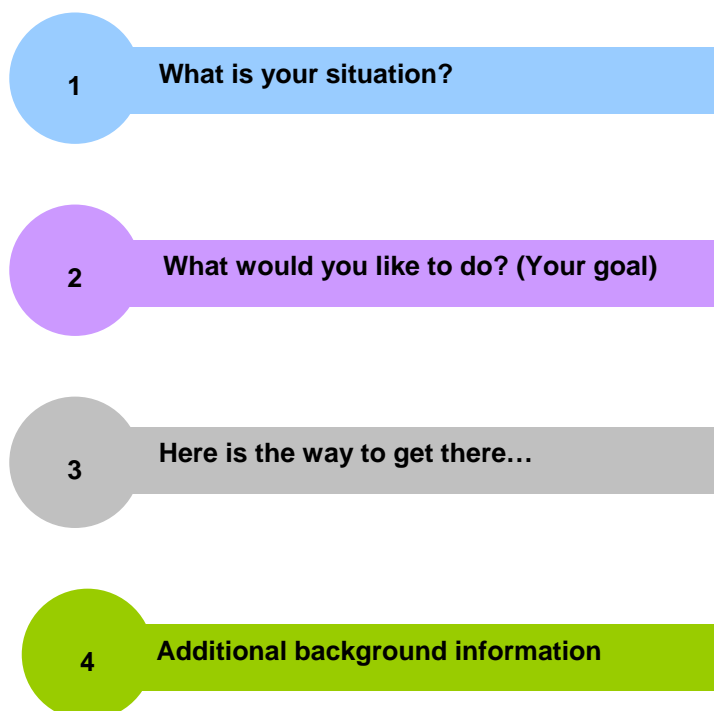 1 What is your situation?
2 What would you like to do? (Your goal)
3 Here is the way to get there…
4 Additional background information